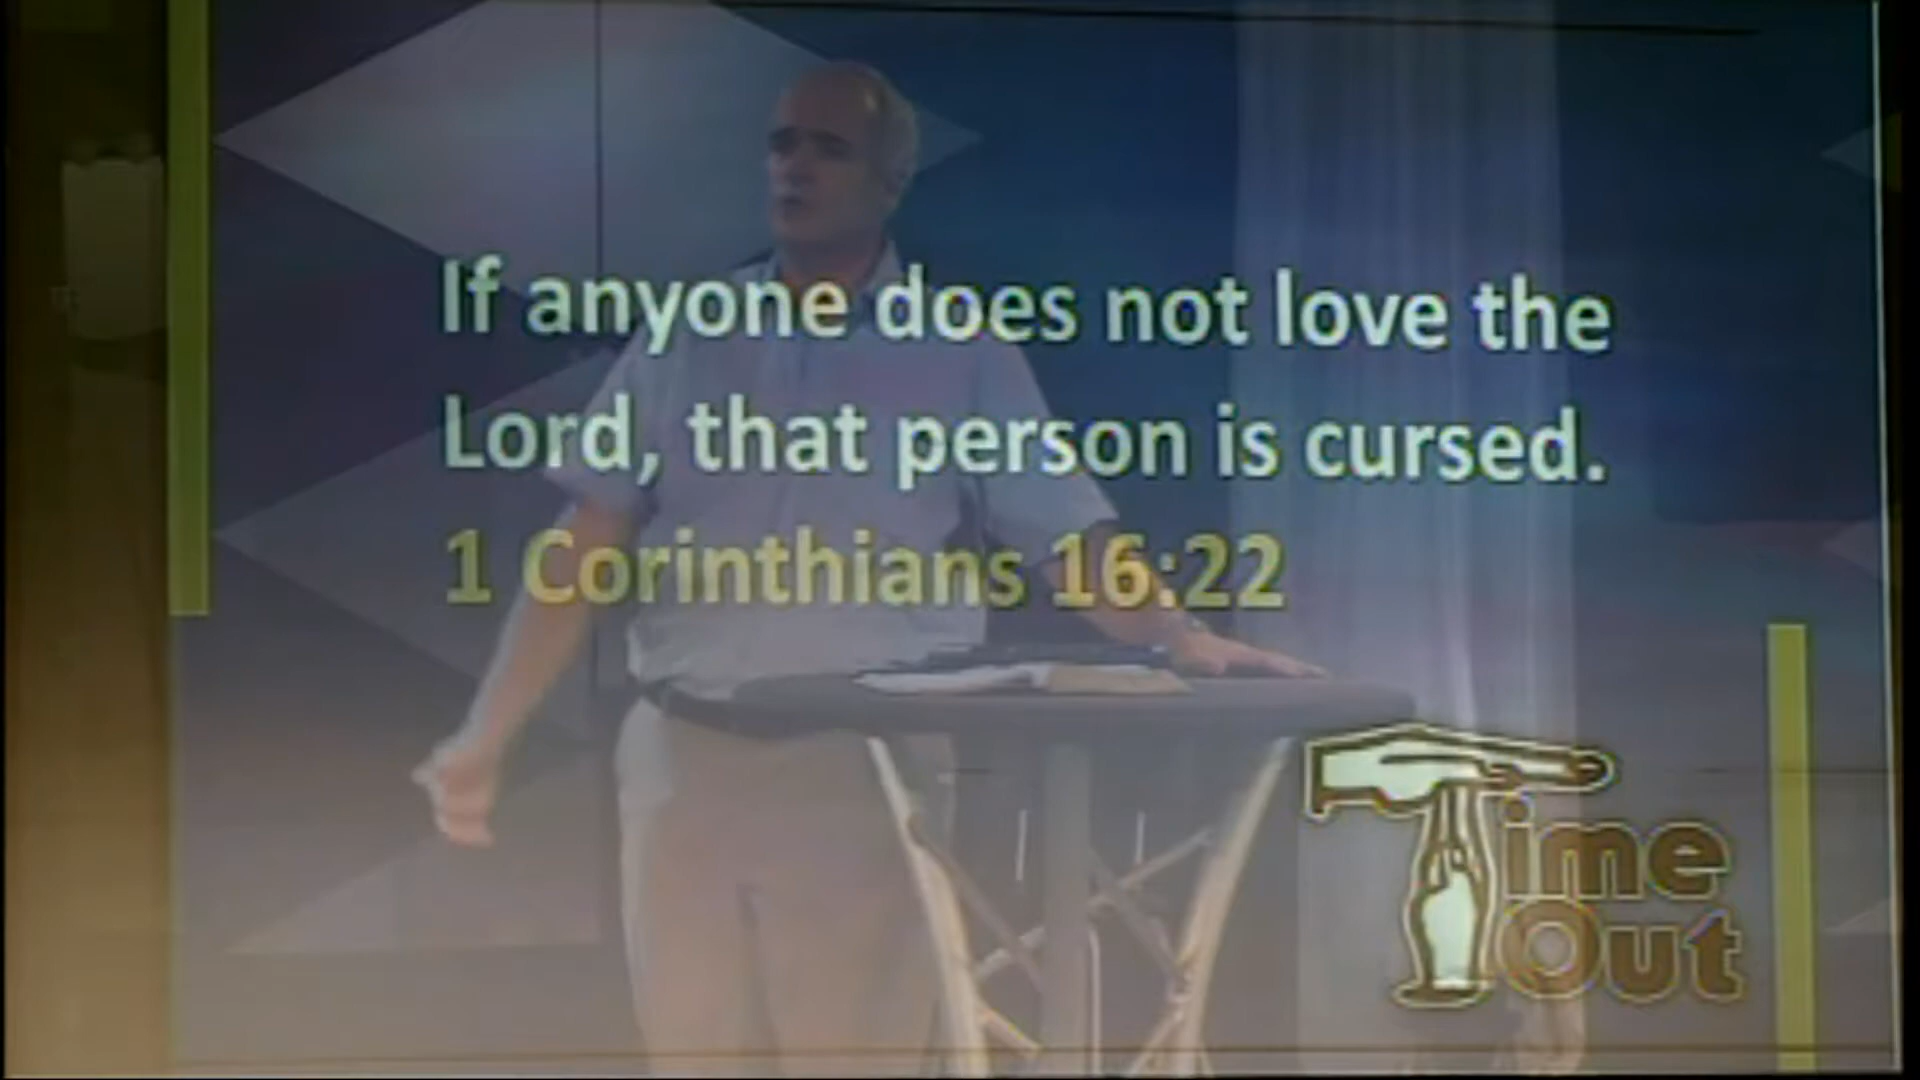 If anyone does not love the
Lord, that person is cursed.
1 Corinthians 16:22
Time
Out